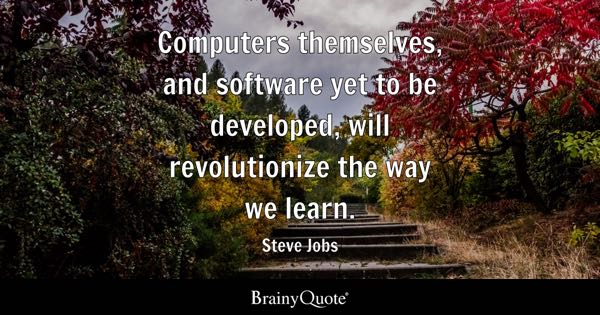 Computers themselves,
and software yet to be
developed, will
revolutionize the way
we learn.
Steve Jobs
BrainyQuote®